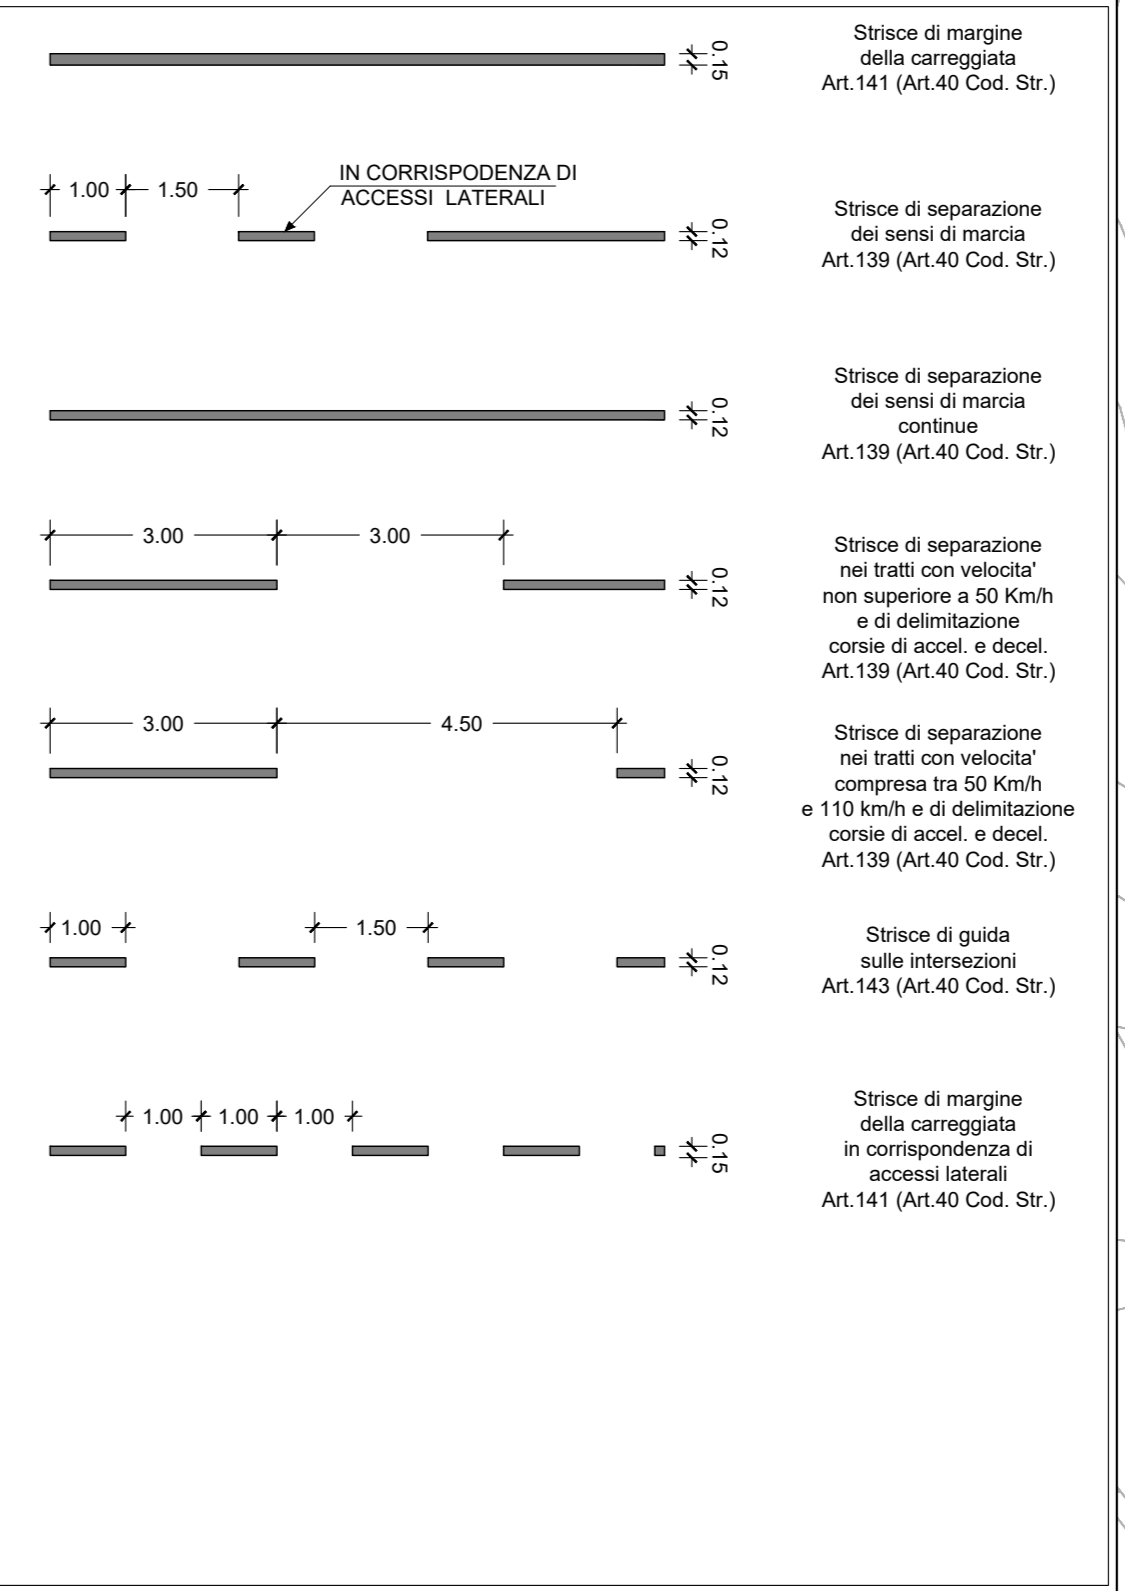 0.15
Strisce di margine
della carreggiata
Art.141 (Art.40 Cod. Str.)
IN CORRISPODENZA DI
ACCESSI LATERALI
1.00
1.50
0.12
Strisce di separazione
dei sensi di marcia
Art.139 (Art.40 Cod. Str.)
0.12
Strisce di separazione
dei sensi di marcia
continue
Art.139 (Art.40 Cod. Str.)
3.00
3.00
0.12
Strisce di separazione
nei tratti con velocita'
non superiore a 50 Km/h
e di delimitazione
corsie di accel. e decel.
Art.139 (Art.40 Cod. Str.)
3.00
4.50
0.12
Strisce di separazione
nei tratti con velocita'
compresa tra 50 Km/h
e 110 km/h e di delimitazione
corsie di accel. e decel.
Art.139 (Art.40 Cod. Str.)
1.00
1.50
0.12
Strisce di guida
sulle intersezioni
Art.143 (Art.40 Cod. Str.)
1.00
1.00
1.00
0.15
Strisce di margine
della carreggiata
in corrispondenza di
accessi laterali
Art.141 (Art.40 Cod. Str.)